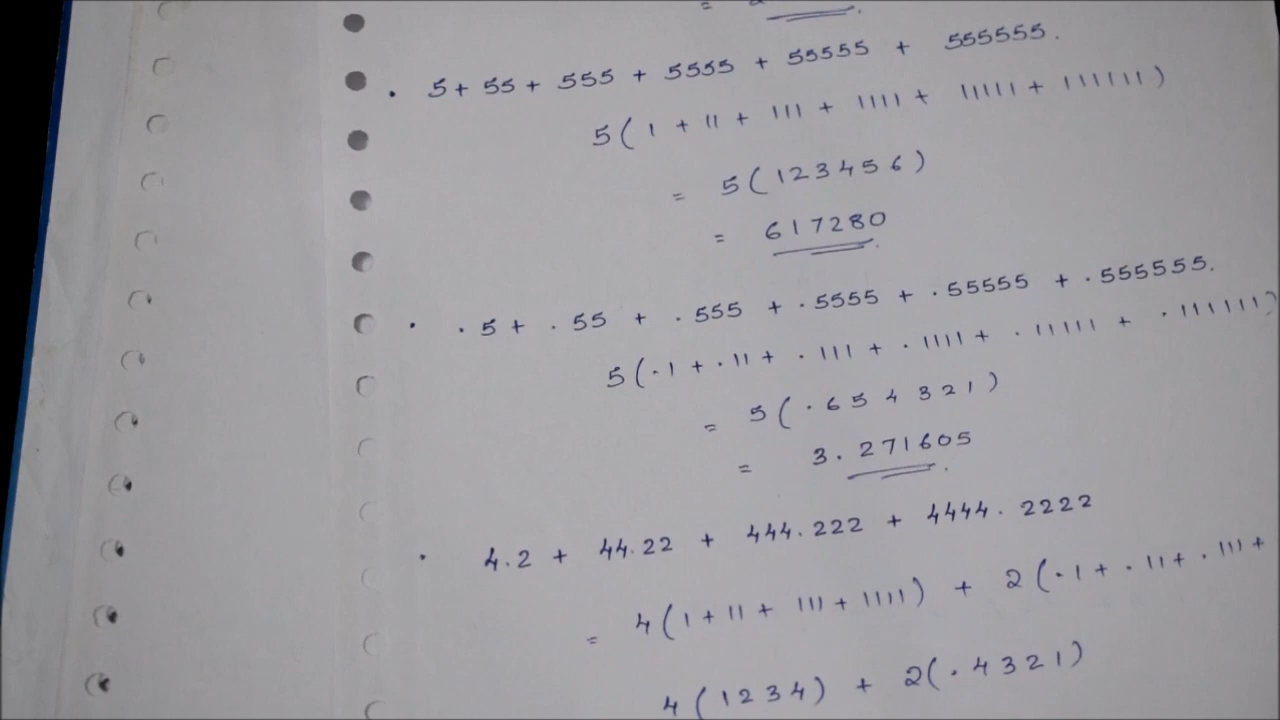 . 5 + 55 + 555 + 5555 + 55555 + 555555.
5(1 + 11 + 111 + 1111 + 11111 + 111111)
= 5(123456)
= 617280
. .5 + .55 + .555 + .5555 + .55555 + .555555.
5(.1 + .11 + .111 + .1111 + .11111 + .111111)
= 5(.654321)
= 3.271605
. 4.2 + 44.22 + 444.222 + 4444.2222
= 4(1 + 11 + 111 + 1111) + 2(.1 + .11 + .111 +
4(1234) + 2(.4321)